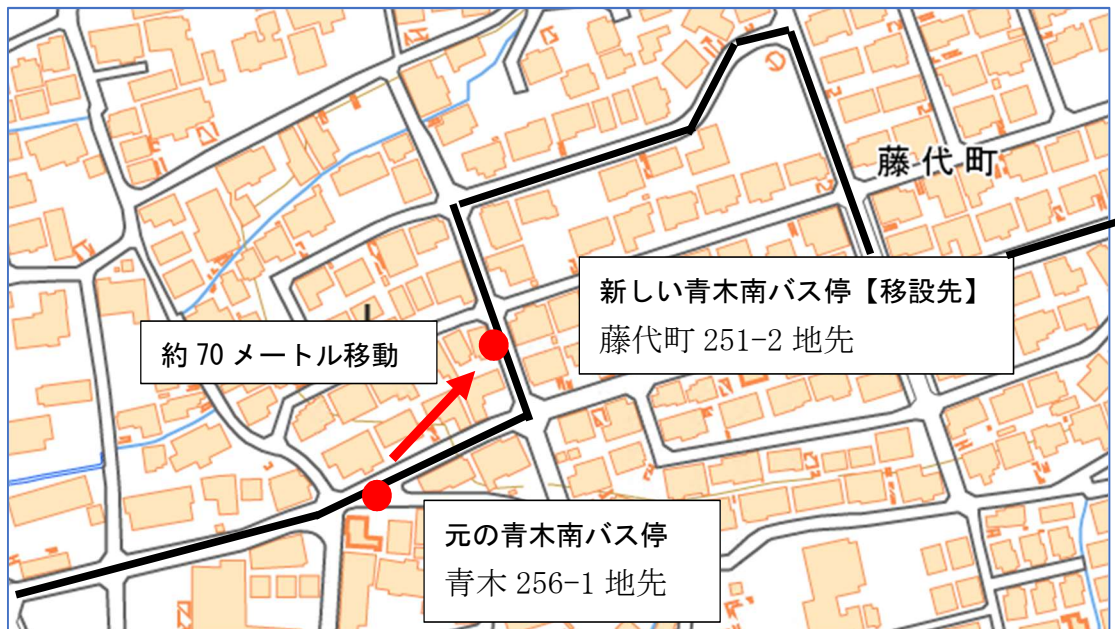 藤代町
新しい青木南バス停【移設先】
藤代町 251-2 地先
約 70 メートル移動
元の青木南バス停
青木 256-1 地先